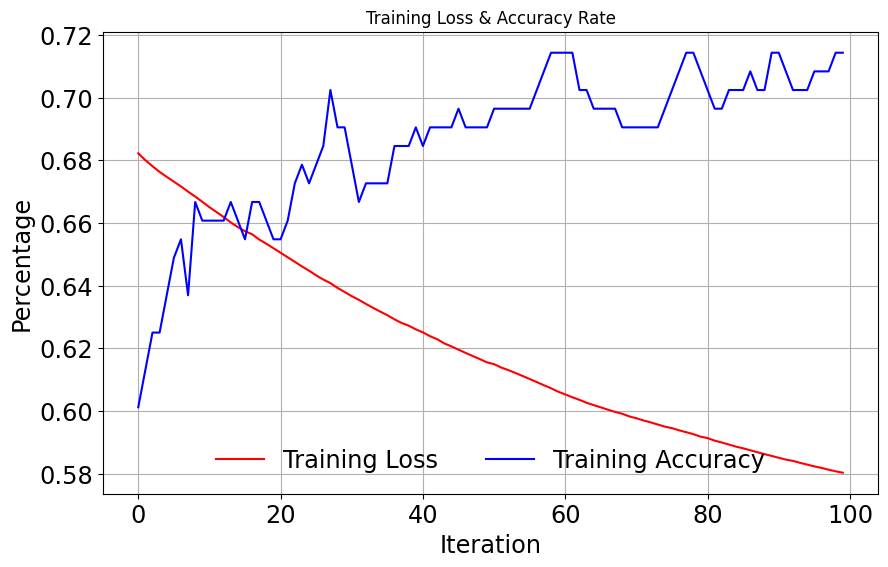 Training Loss & Accuracy Rate
0.72
0.70
0.68
0.66
0.64
0.62
0.60
0.58
Percentage
Training Loss
Training Accuracy
0
20
40
60
80
100
Iteration